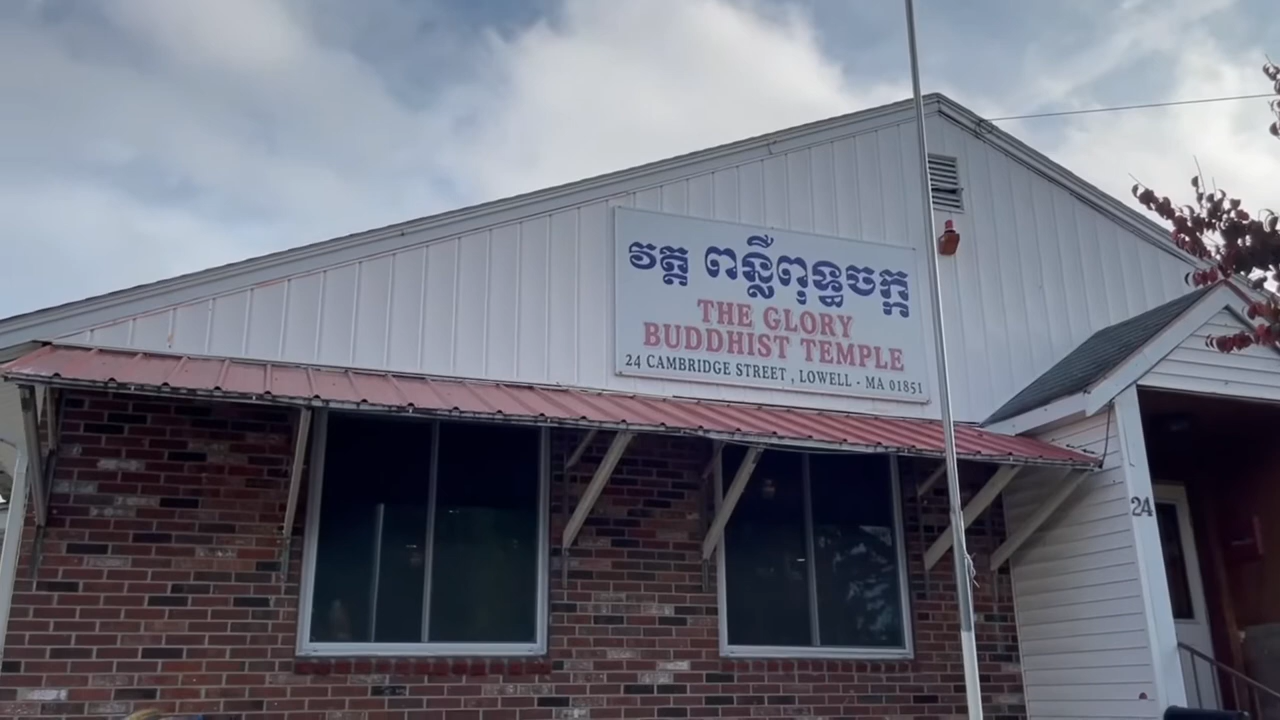 វត្ត ពន្លឺពុទ្ធចក្ក
THE GLORY
BUDDHIST TEMPLE
24 CAMBRIDGE STREET , LOWELL - MA 01851
24